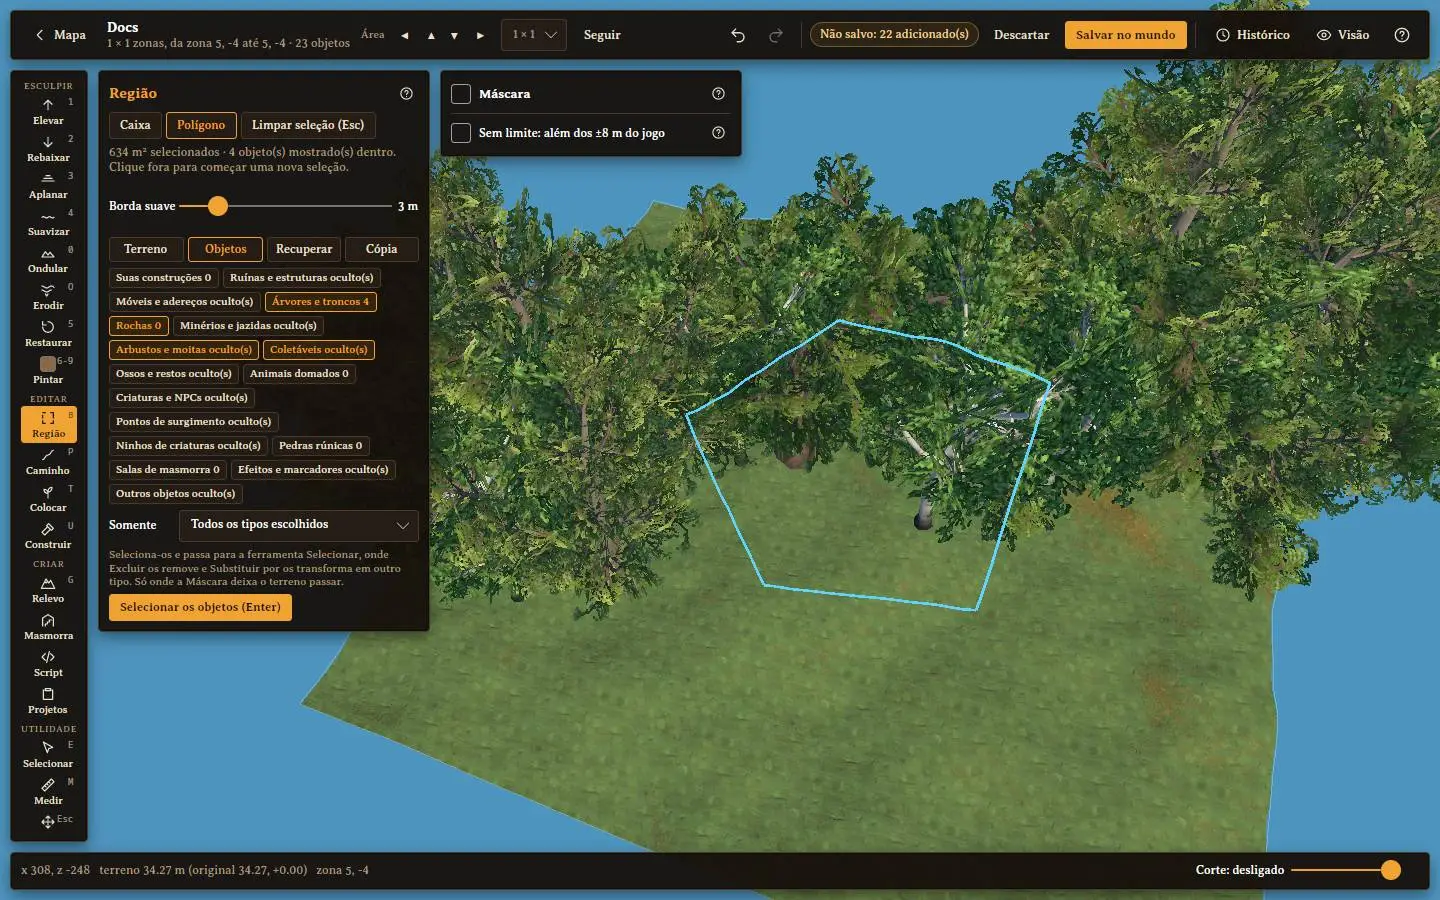 Mapa
Docs
1 × 1 zonas, da zona 5, -4 até 5, -4 · 23 objetos
Área
1 × 1
Seguir
Não salvo: 22 adicionado(s)
Descartar
Salvar no mundo
Histórico
Visão
ESCULPIR
1
Elevar
2
Rebaixar
3
Aplanar
4
Suavizar
0
Ondular
O
Erodir
5
Restaurar
6-9
Pintar
EDITAR
B
Região
P
Caminho
T
Colocar
U
Construir
CRIAR
G
Relevo
Masmorra
Script
Projetos
UTILIDADE
E
Selecionar
M
Medir
Esc
Região
Caixa
Polígono
Limpar seleção (Esc)
634 m² selecionados · 4 objeto(s) mostrado(s) dentro.
Clique fora para começar uma nova seleção.
Borda suave
3 m
Terreno
Objetos
Recuperar
Cópia
Suas construções 0
Ruínas e estruturas oculto(s)
Móveis e adereços oculto(s)
Árvores e troncos 4
Rochas 0
Minérios e jazidas oculto(s)
Arbustos e moitas oculto(s)
Coletáveis oculto(s)
Ossos e restos oculto(s)
Animais domados 0
Criaturas e NPCs oculto(s)
Pontos de surgimento oculto(s)
Ninhos de criaturas oculto(s)
Pedras rúnicas 0
Salas de masmorra 0
Efeitos e marcadores oculto(s)
Outros objetos oculto(s)
Somente
Todos os tipos escolhidos
Seleciona-os e passa para a ferramenta Selecionar, onde
Excluir os remove e Substituir por os transforma em outro
tipo. Só onde a Máscara deixa o terreno passar.
Selecionar os objetos (Enter)
Máscara
Sem limite: além dos ±8 m do jogo
x 308, z -248
terreno 34.27 m (original 34.27, +0.00)
zona 5, -4
Corte: desligado